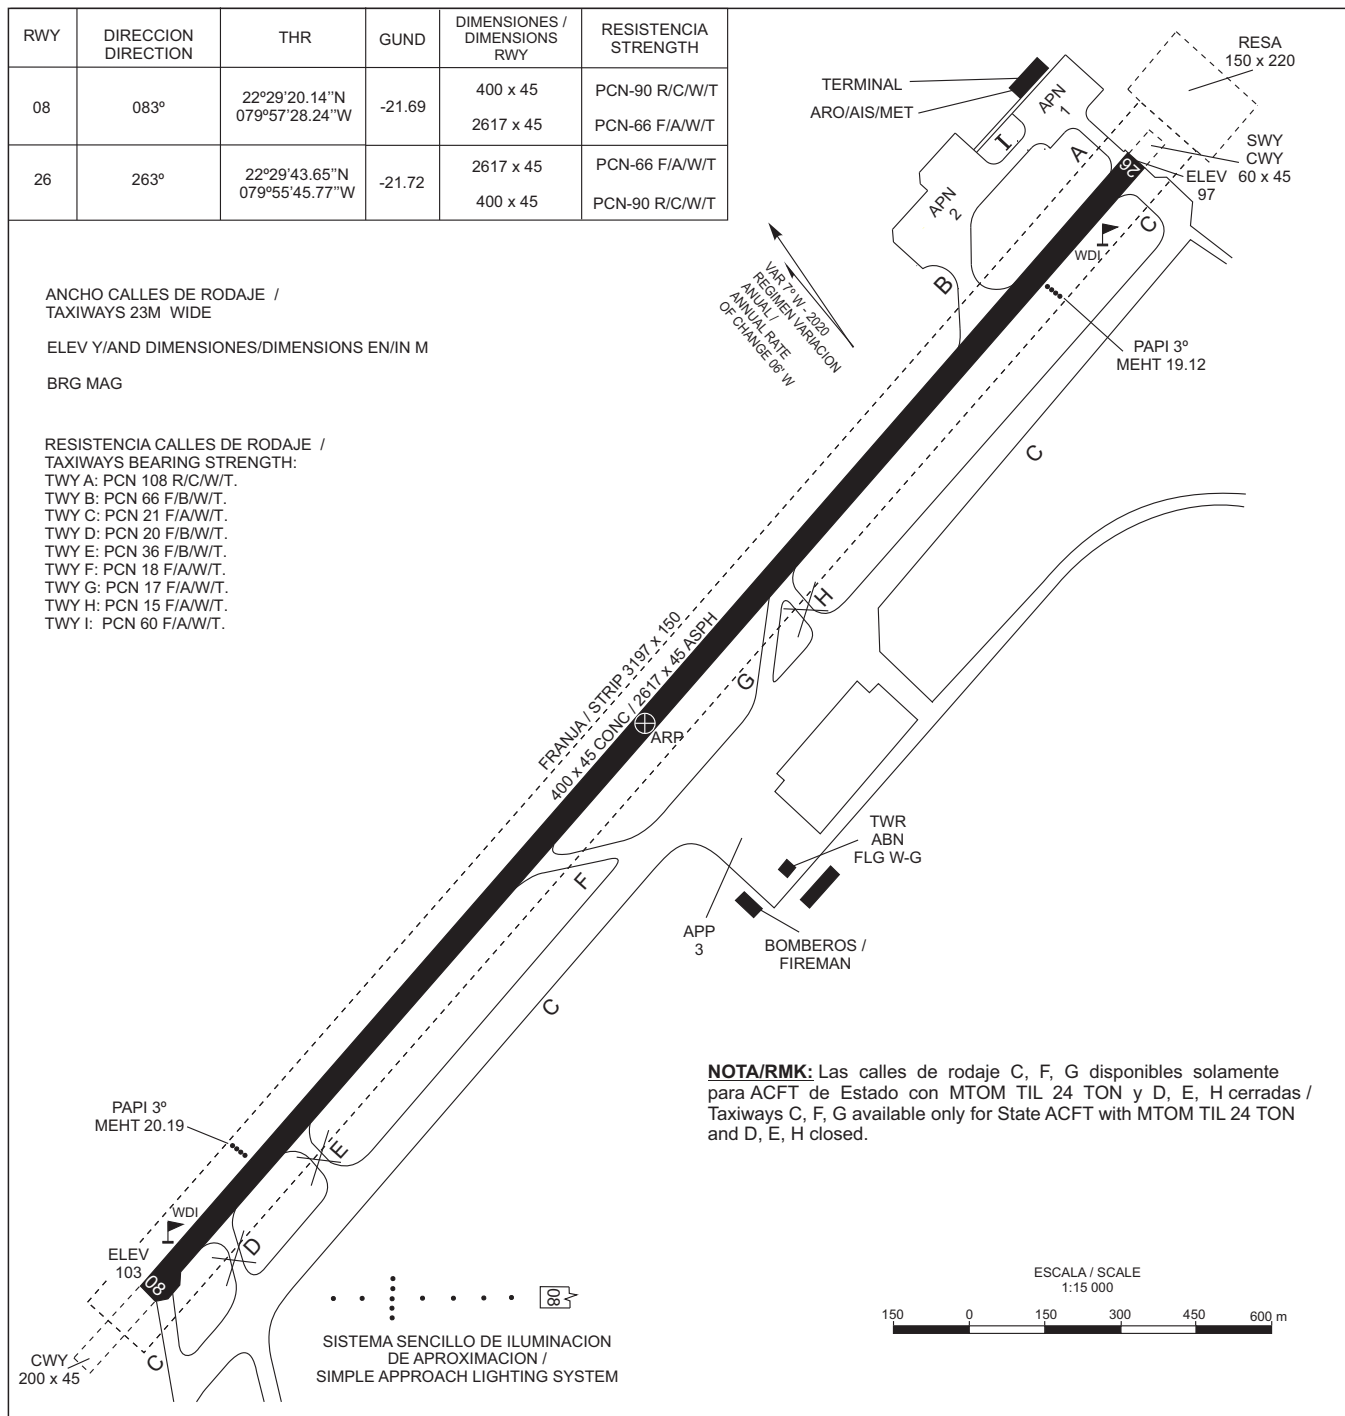 RWY DIRECCION DIRECTION THR GUND DIMENSIONES / DIMENSIONS RWY RESISTENCIA STRENGTH
08 083º 22º29'20.14''N 079º57'28.24''W -21.69 400 x 45 PCN-90 R/C/W/T
2617 x 45 PCN-66 F/A/W/T
26 263º 22º29'43.65''N 079º55'45.77''W -21.72 2617 x 45 PCN-66 F/A/W/T
400 x 45 PCN-90 R/C/W/T
ANCHO CALLES DE RODAJE /
TAXIWAYS 23M WIDE
ELEV Y/AND DIMENSIONES/DIMENSIONS EN/IN M
BRG MAG
RESISTENCIA CALLES DE RODAJE /
TAXIWAYS BEARING STRENGTH:
TWY A: PCN 108 R/C/W/T.
TWY B: PCN 66 F/B/W/T.
TWY C: PCN 21 F/A/W/T.
TWY D: PCN 20 F/B/W/T.
TWY E: PCN 36 F/B/W/T.
TWY F: PCN 18 F/A/W/T.
TWY G: PCN 17 F/A/W/T.
TWY H: PCN 15 F/A/W/T.
TWY I: PCN 60 F/A/W/T.
RESA
150 x 220
TERMINAL
ARO/AIS/MET
APN
1
I
A
26
SWY
CWY
60 x 45
ELEV
97
APN
2
C
WDI
B
VAR 7º W - 2020
REGIMEN VARIACION
ANUAL /
ANNUAL RATE
OF CHANGE 06' W
PAPI 3º
MEHT 19.12
C
H
FRANJA / STRIP 3197 x 150
400 x 45 CONC / 2617 x 45 ASPH
G
ARP
TWR
ABN
FLG W-G
F
APP
3
BOMBEROS /
FIREMAN
C
NOTA/RMK: Las calles de rodaje C, F, G disponibles solamente
para ACFT de Estado con MTOM TIL 24 TON y D, E, H cerradas /
Taxiways C, F, G available only for State ACFT with MTOM TIL 24 TON
and D, E, H closed.
PAPI 3º
MEHT 20.19
E
WDI
D
ELEV
103
08
08
SISTEMA SENCILLO DE ILUMINACION
DE APROXIMACION /
SIMPLE APPROACH LIGHTING SYSTEM
ESCALA / SCALE
1:15 000
150 0 150 300 450 600 m
C
CWY
200 x 45